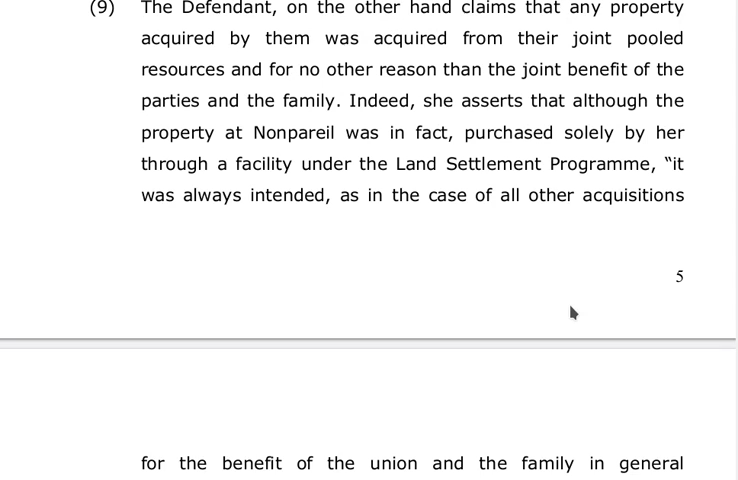 (9) The Defendant, on the other hand claims that any property
acquired by them was acquired from their joint pooled
resources and for no other reason than the joint benefit of the
parties and the family. Indeed, she asserts that although the
property at Nonpareil was in fact, purchased solely by her
through a facility under the Land Settlement Programme, “it
was always intended, as in the case of all other acquisitions
5
for the benefit of the union and the family in general